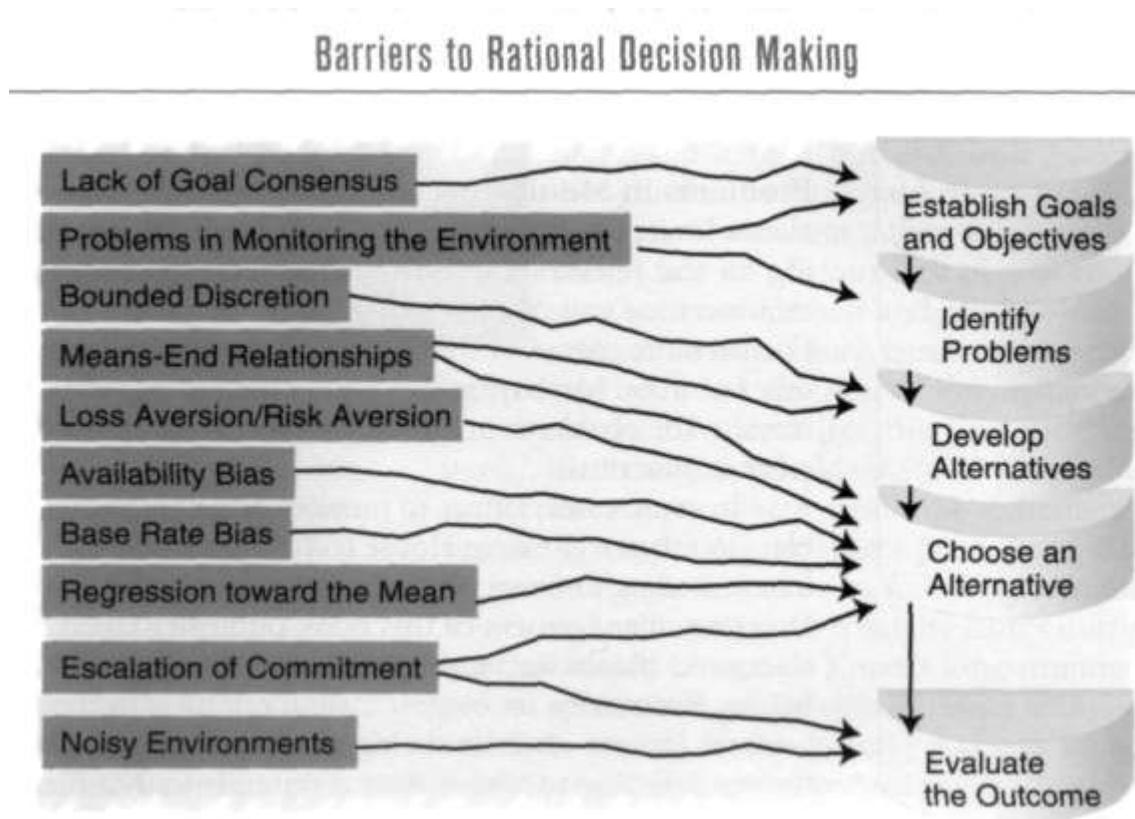 Barriers to Rational Decision Making
Lack of Goal Consensus
Problems in Monitoring the Environment
Bounded Discretion
Means-End Relationships
Loss Aversion/Risk Aversion
Availability Bias
Base Rate Bias
Regression toward the Mean
Escalation of Commitment
Noisy Environments
Establish Goals
and Objectives
Identify
Problems
Develop
Alternatives
Choose an
Alternative
Evaluate
the Outcome